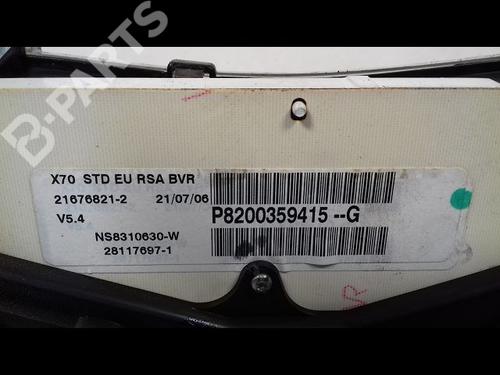 B-PARTS
X70 STD EU RSA BVR
21676821-2 21/07/06
V5.4
P8200359415--G
NS8310630-W
28117697-1